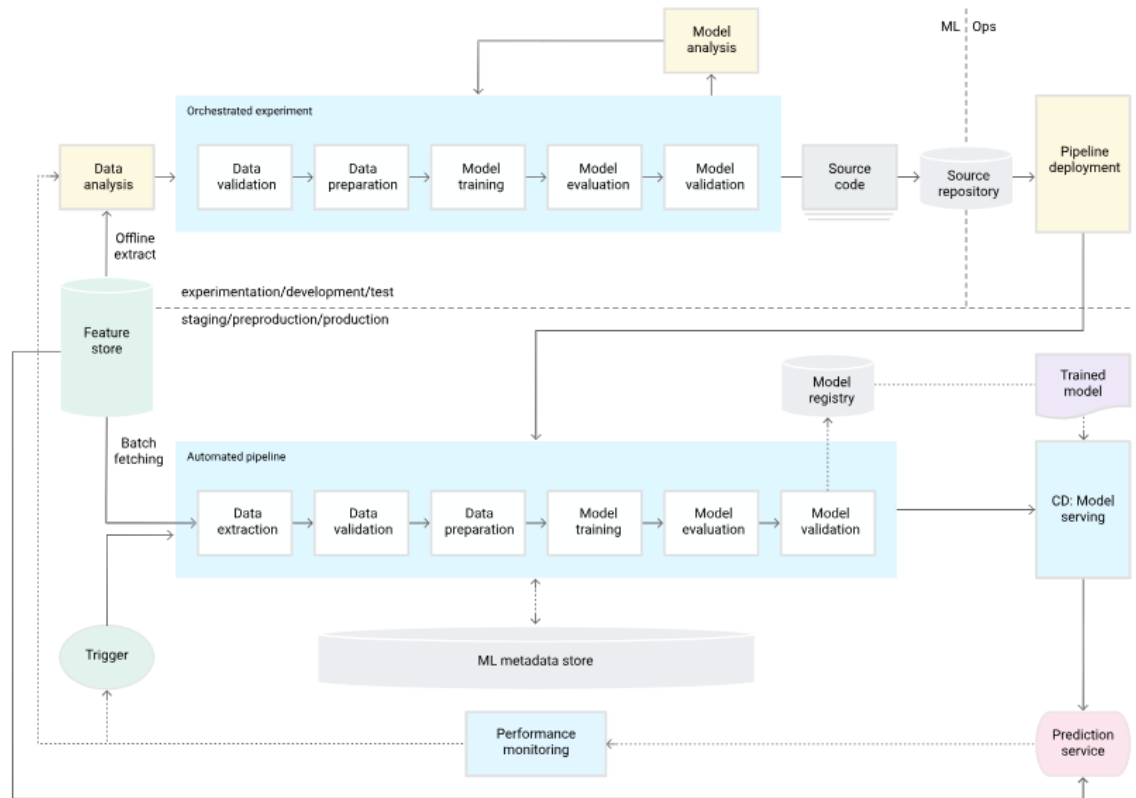 Model
analysis
ML
Ops
Orchestrated experiment
Data
analysis
Data
validation
Data
preparation
Model
training
Model
evaluation
Model
validation
Source
code
Source
repository
Pipeline
deployment
Offline
extract
experimentation/development/test
staging/preproduction/production
Feature
store
Model
registry
Trained
model
Batch
fetching
Automated pipeline
Data
extraction
Data
validation
Data
preparation
Model
training
Model
evaluation
Model
validation
CD: Model
serving
Trigger
ML metadata store
Performance
monitoring
Prediction
service